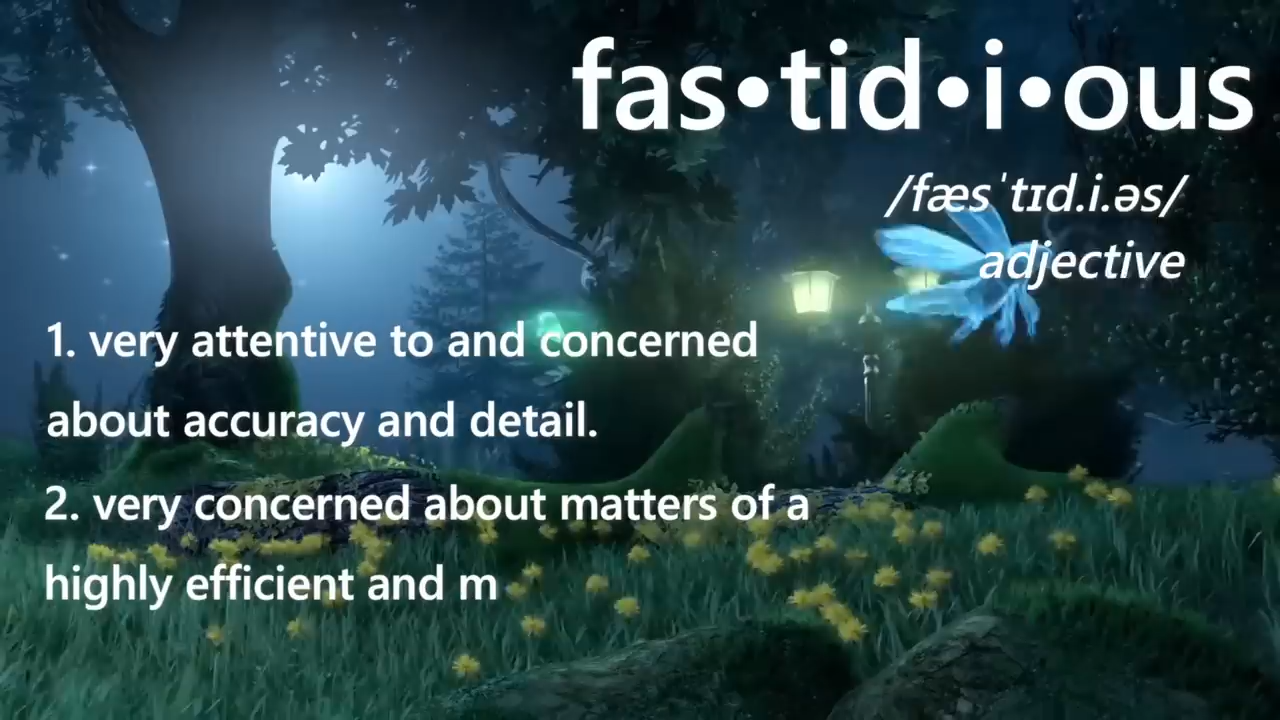 fas•tid•i•ous
/fæsˈtɪd.i.əs/
adjective
1. very attentive to and concerned
about accuracy and detail.
2. very concerned about matters of a
highly efficient and m